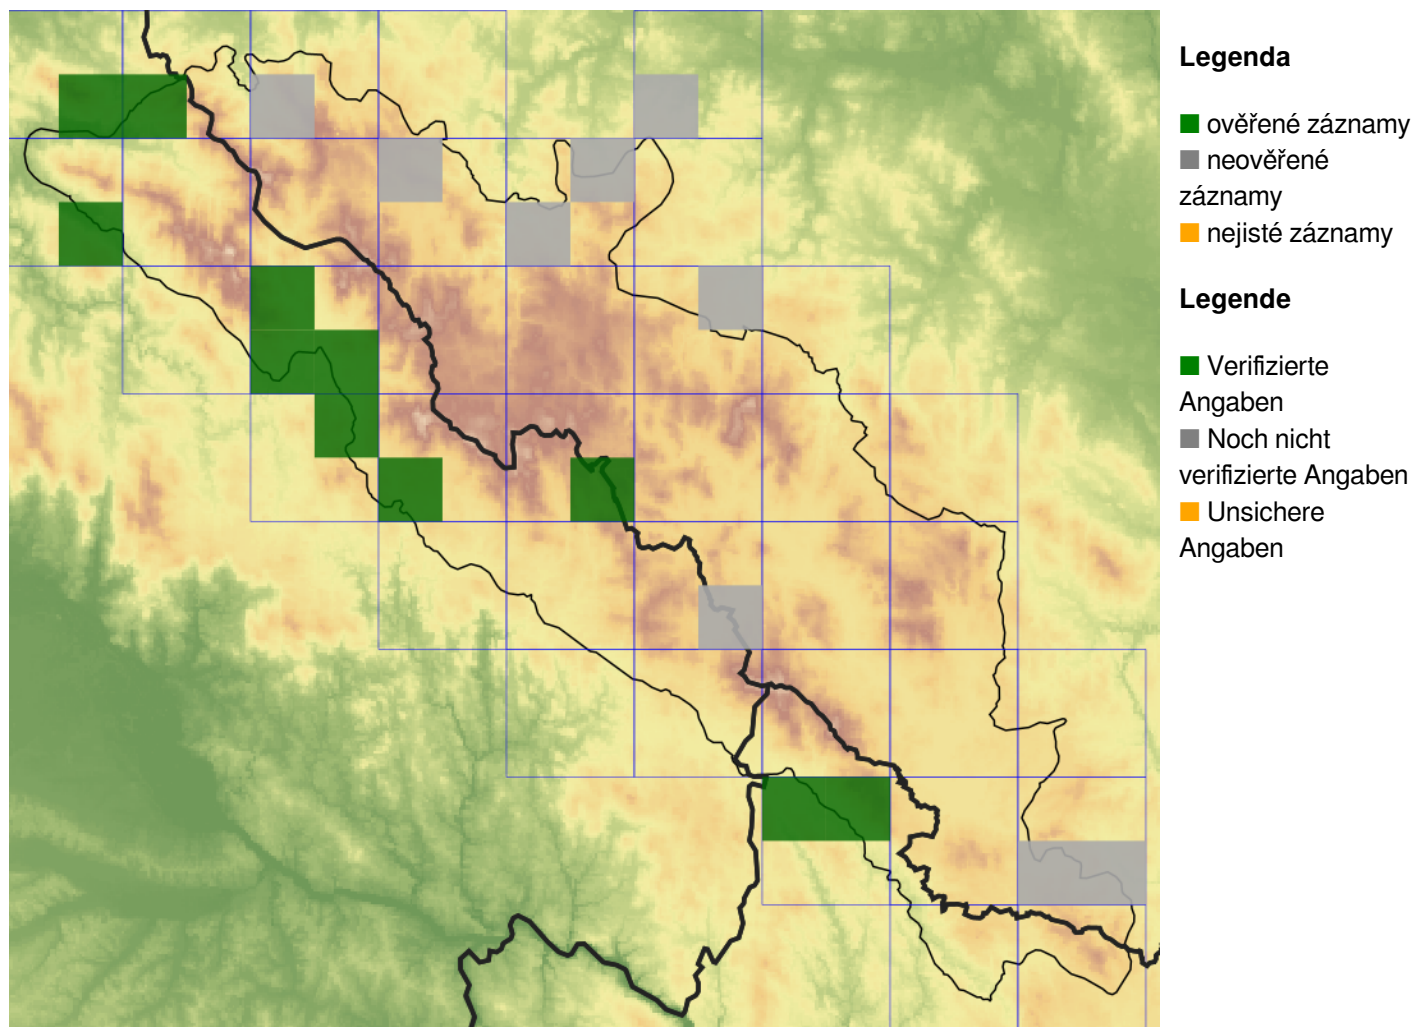 Legenda
ověřené záznamy
neověřené
záznamy
nejisté záznamy
Legende
Verifizierte
Angaben
Noch nicht
verifizierte Angaben
Unsichere
Angaben